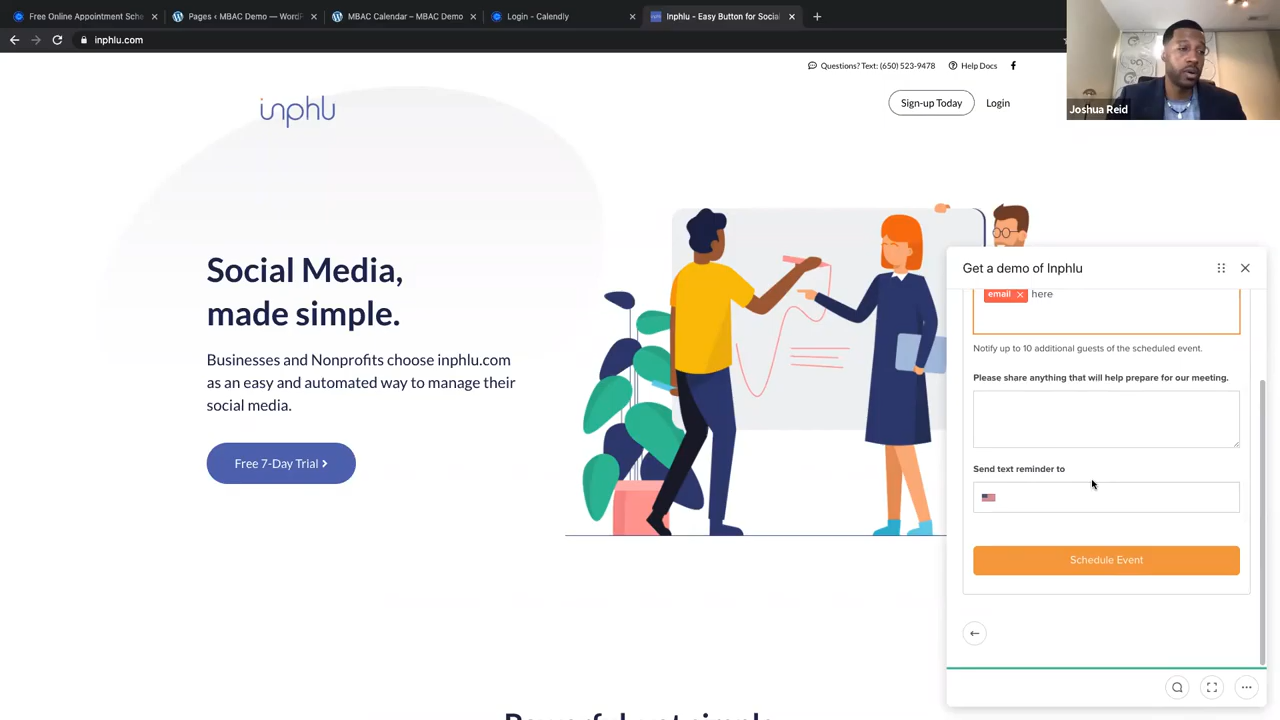 Free Online Appointment Sche
Pages ‹ MBAC Demo — WordP
MBAC Calendar – MBAC Demo
Login - Calendly
Inphlu - Easy Button for Social
inphlu.com
Joshua Reid
Questions? Text: (650) 523-9478
Help Docs
inphlu
Sign-up Today
Login
Social Media,
made simple.
Businesses and Nonprofits choose inphlu.com
as an easy and automated way to manage their
social media.
Free 7-Day Trial
Get a demo of Inphlu
email × here
Notify up to 10 additional guests of the scheduled event.
Please share anything that will help prepare for our meeting.
Send text reminder to
Schedule Event